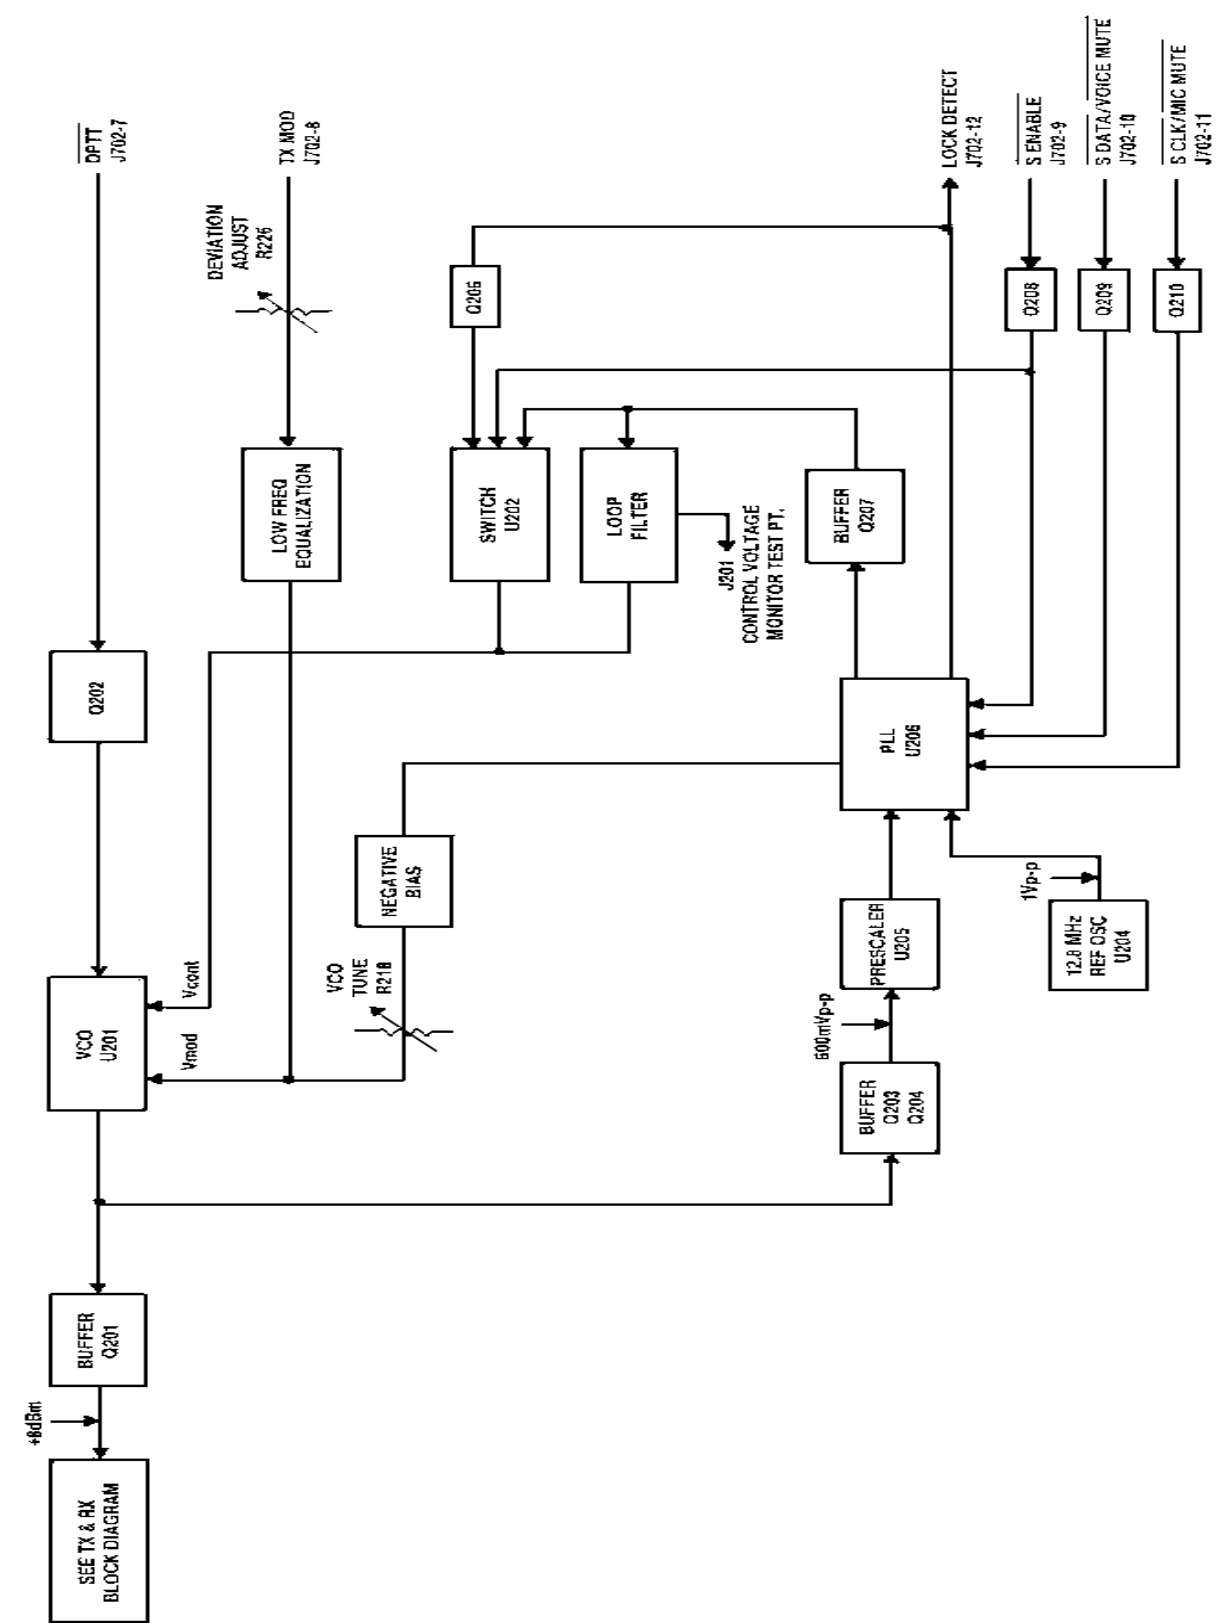 SEE TX & RX
BLOCK DIAGRAM
+8dBm
BUFFER
Q201
VCO
U201
Vmod
Vcont
Q202
DPTT
J702-7
VCO
TUNE
R218
NEGATIVE
BIAS
LOW FREQ
EQUALIZATION
DEVIATION
ADJUST
R226
TX MOD
J702-8
SWITCH
U202
LOOP
FILTER
J201
CONTROL VOLTAGE
MONITOR TEST PT.
BUFFER
Q203
Q204
600mVp-p
PRESCALER
U205
PLL
U206
BUFFER
Q207
LOCK DETECT
J702-12
12.8 MHz
REF OSC
U204
1Vp-p
Q208
S ENABLE
J702-9
Q209
S DATA/VOICE MUTE
J702-10
Q210
S CLK/MIC MUTE
J702-11